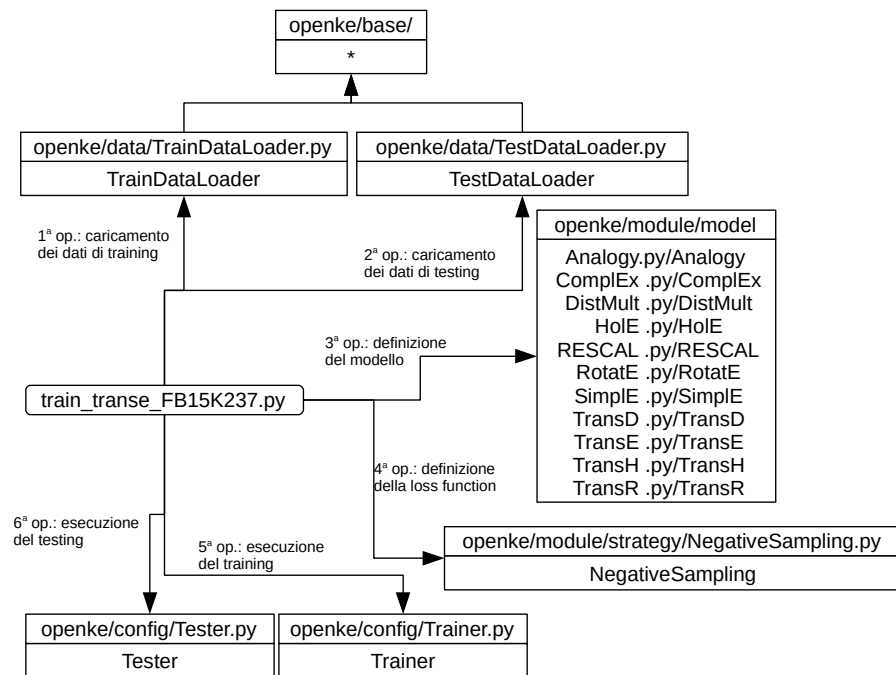 openke/base/
*
openke/data/TrainDataLoader.py
TrainDataLoader
openke/data/TestDataLoader.py
TestDataLoader
1ª op.: caricamento
dei dati di training
2ª op.: caricamento
dei dati di testing
openke/module/model
Analogy.py/Analogy
ComplEx .py/ComplEx
DistMult .py/DistMult
HolE .py/HolE
RESCAL .py/RESCAL
RotatE .py/RotatE
SimplE .py/SimplE
TransD .py/TransD
TransE .py/TransE
TransH .py/TransH
TransR .py/TransR
3ª op.: definizione
del modello
train_transe_FB15K237.py
4ª op.: definizione
della loss function
6ª op.: esecuzione
del testing
5ª op.: esecuzione
del training
openke/module/strategy/NegativeSampling.py
NegativeSampling
openke/config/Tester.py
Tester
openke/config/Trainer.py
Trainer